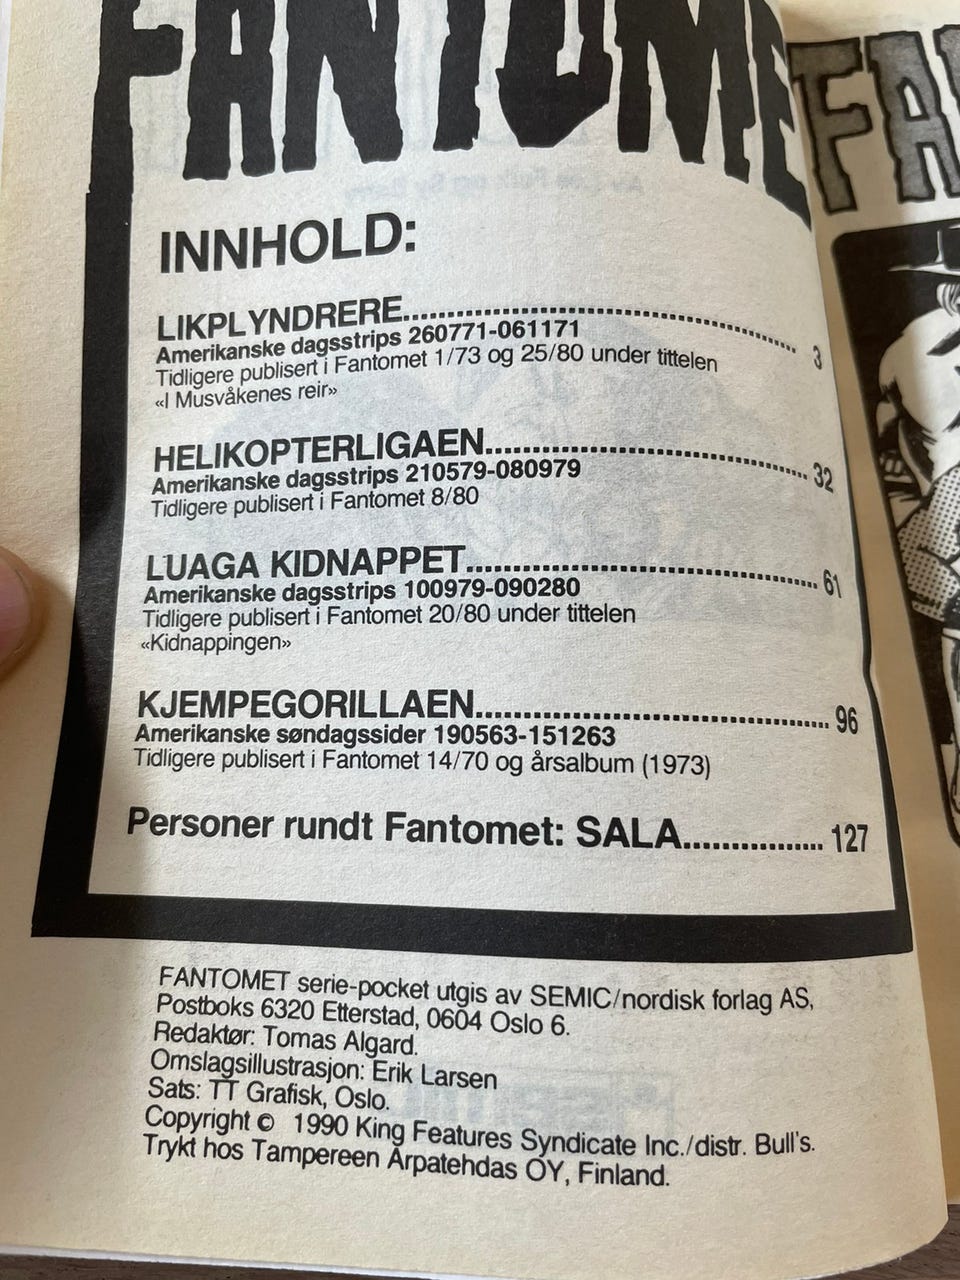 FANTOME
FA
INNHOLD:
LIKPLYNDRERE........................................ 3
Amerikanske dagsstrips 260771-061171
Tidligere publisert i Fantomet 1/73 og 25/80 under tittelen
«I Musvåkenes reir»
HELIKOPTERLIGAEN........................................ 32
Amerikanske dagsstrips 210579-080979
Tidligere publisert i Fantomet 8/80
LUAGA KIDNAPPET........................................ 61
Amerikanske dagsstrips 100979-090280
Tidligere publisert i Fantomet 20/80 under tittelen
«Kidnappingen»
KJEMPEGORILLAEN........................................ 96
Amerikanske søndagssider 190563-151263
Tidligere publisert i Fantomet 14/70 og årsalbum (1973)
Personer rundt Fantomet: SALA................ 127
FANTOMET serie-pocket utgis av SEMIC/nordisk forlag AS,
Postboks 6320 Etterstad, 0604 Oslo 6.
Redaktør: Tomas Algard.
Omslagsillustrasjon: Erik Larsen
Sats: TT Grafisk, Oslo.
Copyright © 1990 King Features Syndicate Inc./distr. Bull's.
Trykt hos Tampereen Arpatehdas OY, Finland.